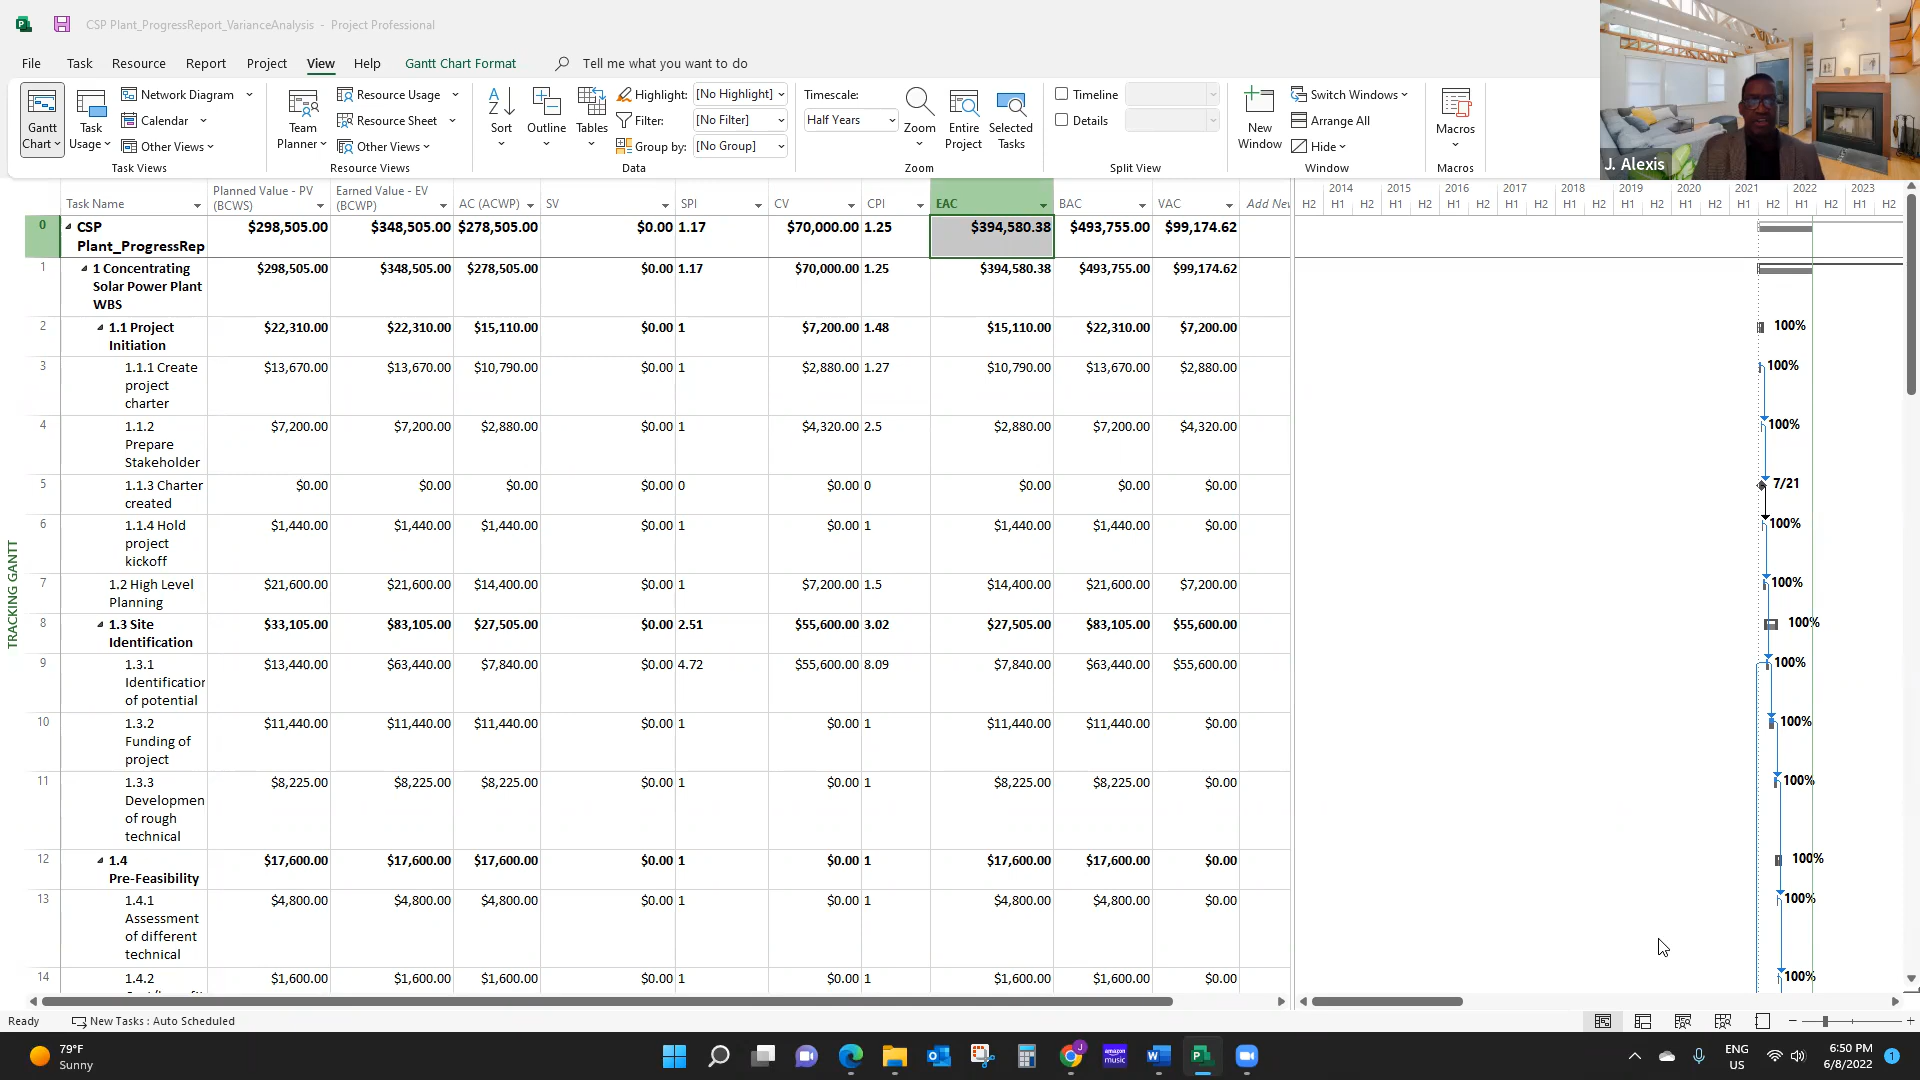 CSP Plant_ProgressReport_VarianceAnalysis - Project Professional
File Task Resource Report Project View Help Gantt Chart Format Tell me what you want to do
Gantt Chart
Task Usage
Network Diagram
Calendar
Other Views
Task Views
Team Planner
Resource Usage
Resource Sheet
Other Views
Resource Views
Sort
Outline
Tables
Highlight: [No Highlight]
Filter: [No Filter]
Group by: [No Group]
Data
Timescale:
Half Years
Zoom
Entire Project
Selected Tasks
Zoom
Timeline
Details
Split View
New Window
Switch Windows
Arrange All
Hide
Window
Macros
Macros
J. Alexis
Task Name Planned Value - PV (BCWS) Earned Value - EV (BCWP) AC (ACWP) SV SPI CV CPI EAC BAC VAC Add New
2014 2015 2016 2017 2018 2019 2020 2021 2022 2023
H2 H1 H2 H1 H2 H1 H2 H1 H2 H1 H2 H1 H2 H1 H2 H1 H2 H1 H2 H1 H2
0 CSP Plant_ProgressRep $298,505.00 $348,505.00 $278,505.00 $0.00 1.17 $70,000.00 1.25 $394,580.38 $493,755.00 $99,174.62
1 1 Concentrating Solar Power Plant WBS $298,505.00 $348,505.00 $278,505.00 $0.00 1.17 $70,000.00 1.25 $394,580.38 $493,755.00 $99,174.62
2 1.1 Project Initiation $22,310.00 $22,310.00 $15,110.00 $0.00 1 $7,200.00 1.48 $15,110.00 $22,310.00 $7,200.00 100%
3 1.1.1 Create project charter $13,670.00 $13,670.00 $10,790.00 $0.00 1 $2,880.00 1.27 $10,790.00 $13,670.00 $2,880.00 100%
4 1.1.2 Prepare Stakeholder $7,200.00 $7,200.00 $2,880.00 $0.00 1 $4,320.00 2.5 $2,880.00 $7,200.00 $4,320.00 100%
5 1.1.3 Charter created $0.00 $0.00 $0.00 $0.00 0 $0.00 0 $0.00 $0.00 $0.00 7/21
6 1.1.4 Hold project kickoff $1,440.00 $1,440.00 $1,440.00 $0.00 1 $0.00 1 $1,440.00 $1,440.00 $0.00 100%
7 1.2 High Level Planning $21,600.00 $21,600.00 $14,400.00 $0.00 1 $7,200.00 1.5 $14,400.00 $21,600.00 $7,200.00 100%
8 1.3 Site Identification $33,105.00 $83,105.00 $27,505.00 $0.00 2.51 $55,600.00 3.02 $27,505.00 $83,105.00 $55,600.00 100%
9 1.3.1 Identification of potential $13,440.00 $63,440.00 $7,840.00 $0.00 4.72 $55,600.00 8.09 $7,840.00 $63,440.00 $55,600.00 100%
10 1.3.2 Funding of project $11,440.00 $11,440.00 $11,440.00 $0.00 1 $0.00 1 $11,440.00 $11,440.00 $0.00 100%
11 1.3.3 Developmen of rough technical $8,225.00 $8,225.00 $8,225.00 $0.00 1 $0.00 1 $8,225.00 $8,225.00 $0.00 100%
12 1.4 Pre-Feasibility $17,600.00 $17,600.00 $17,600.00 $0.00 1 $0.00 1 $17,600.00 $17,600.00 $0.00 100%
13 1.4.1 Assessment of different technical $4,800.00 $4,800.00 $4,800.00 $0.00 1 $0.00 1 $4,800.00 $4,800.00 $0.00 100%
14 1.4.2 $1,600.00 $1,600.00 $1,600.00 $0.00 1 $0.00 1 $1,600.00 $1,600.00 $0.00 100%
TRACKING GANTT
Ready New Tasks : Auto Scheduled
79°F
Sunny
amazon music
ENG
US
6:50 PM
6/8/2022
1